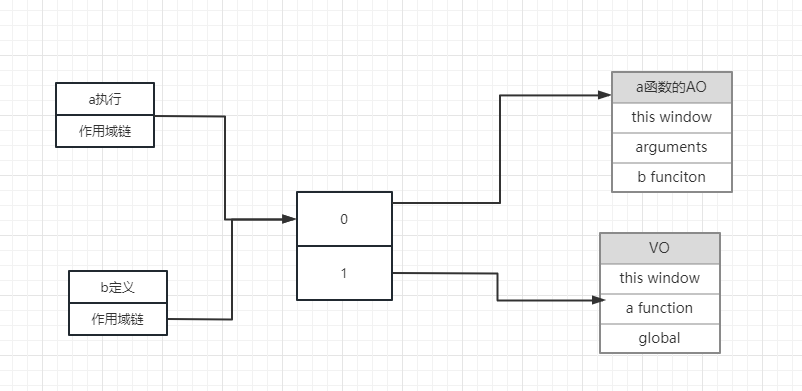 a执行
作用域链
b定义
作用域链
0
1
a函数的AO
this window
arguments
b funciton
VO
this window
a function
global